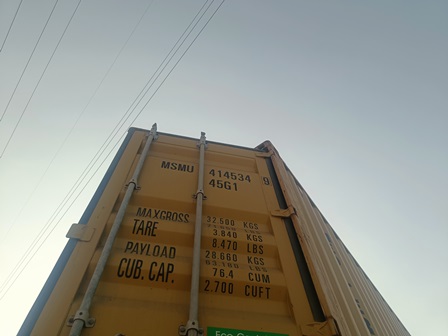 MSMU 414534 9
45G1
MAXGROSS 32.500 KGS
TARE 3.840 KGS
8.470 LBS
PAYLOAD 28.660 KGS
CUB. CAP. 76.4 CUM
2.700 CUFT